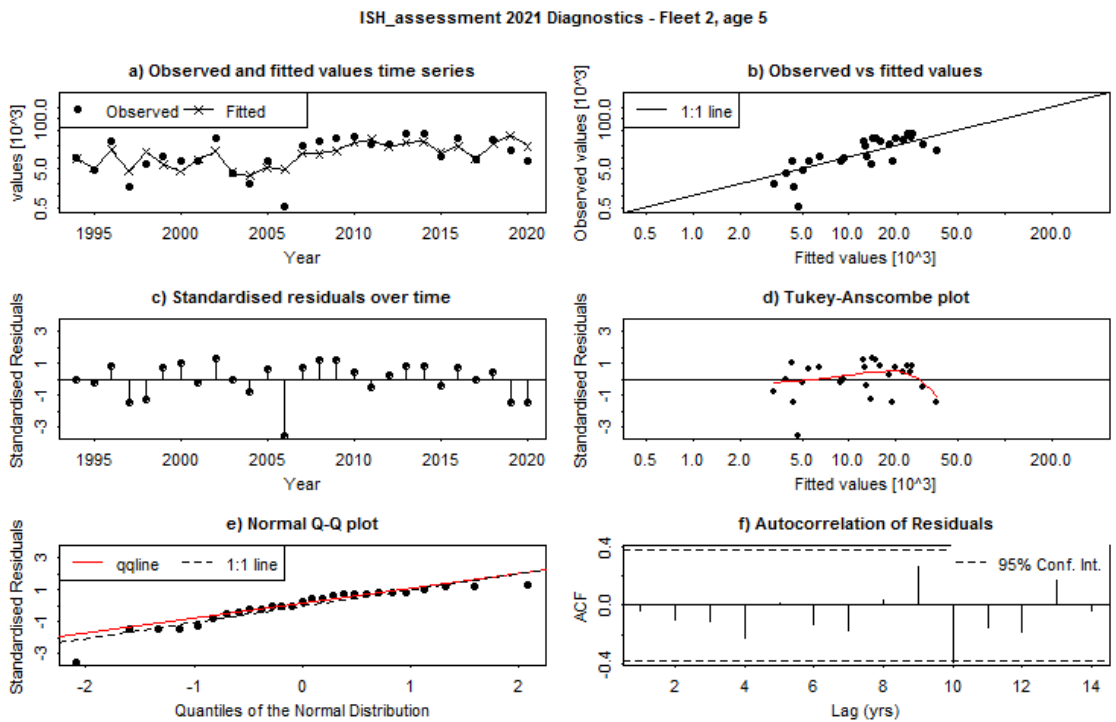 ISH_assessment 2021 Diagnostics - Fleet 2, age 5
a) Observed and fitted values time series
Observed
Fitted
values [10^3]
0.5
5.0
100.0
1995
2000
2005
2010
2015
2020
Year
b) Observed vs fitted values
1:1 line
Observed values [10^3]
0.5
5.0
100.0
0.5
1.0
2.0
5.0
10.0
20.0
50.0
200.0
Fitted values [10^3]
c) Standardised residuals over time
Standardised Residuals
-3
-1
1
3
1995
2000
2005
2010
2015
2020
Year
d) Tukey-Anscombe plot
Standardised Residuals
-3
-1
1
3
0.5
1.0
2.0
5.0
10.0
20.0
50.0
200.0
Fitted values [10^3]
e) Normal Q-Q plot
qqline
1:1 line
Standardised Residuals
-3
-1
1
3
-2
-1
0
1
2
Quantiles of the Normal Distribution
f) Autocorrelation of Residuals
95% Conf. Int.
ACF
-0.4
0.0
0.4
2
4
6
8
10
12
14
Lag (yrs)